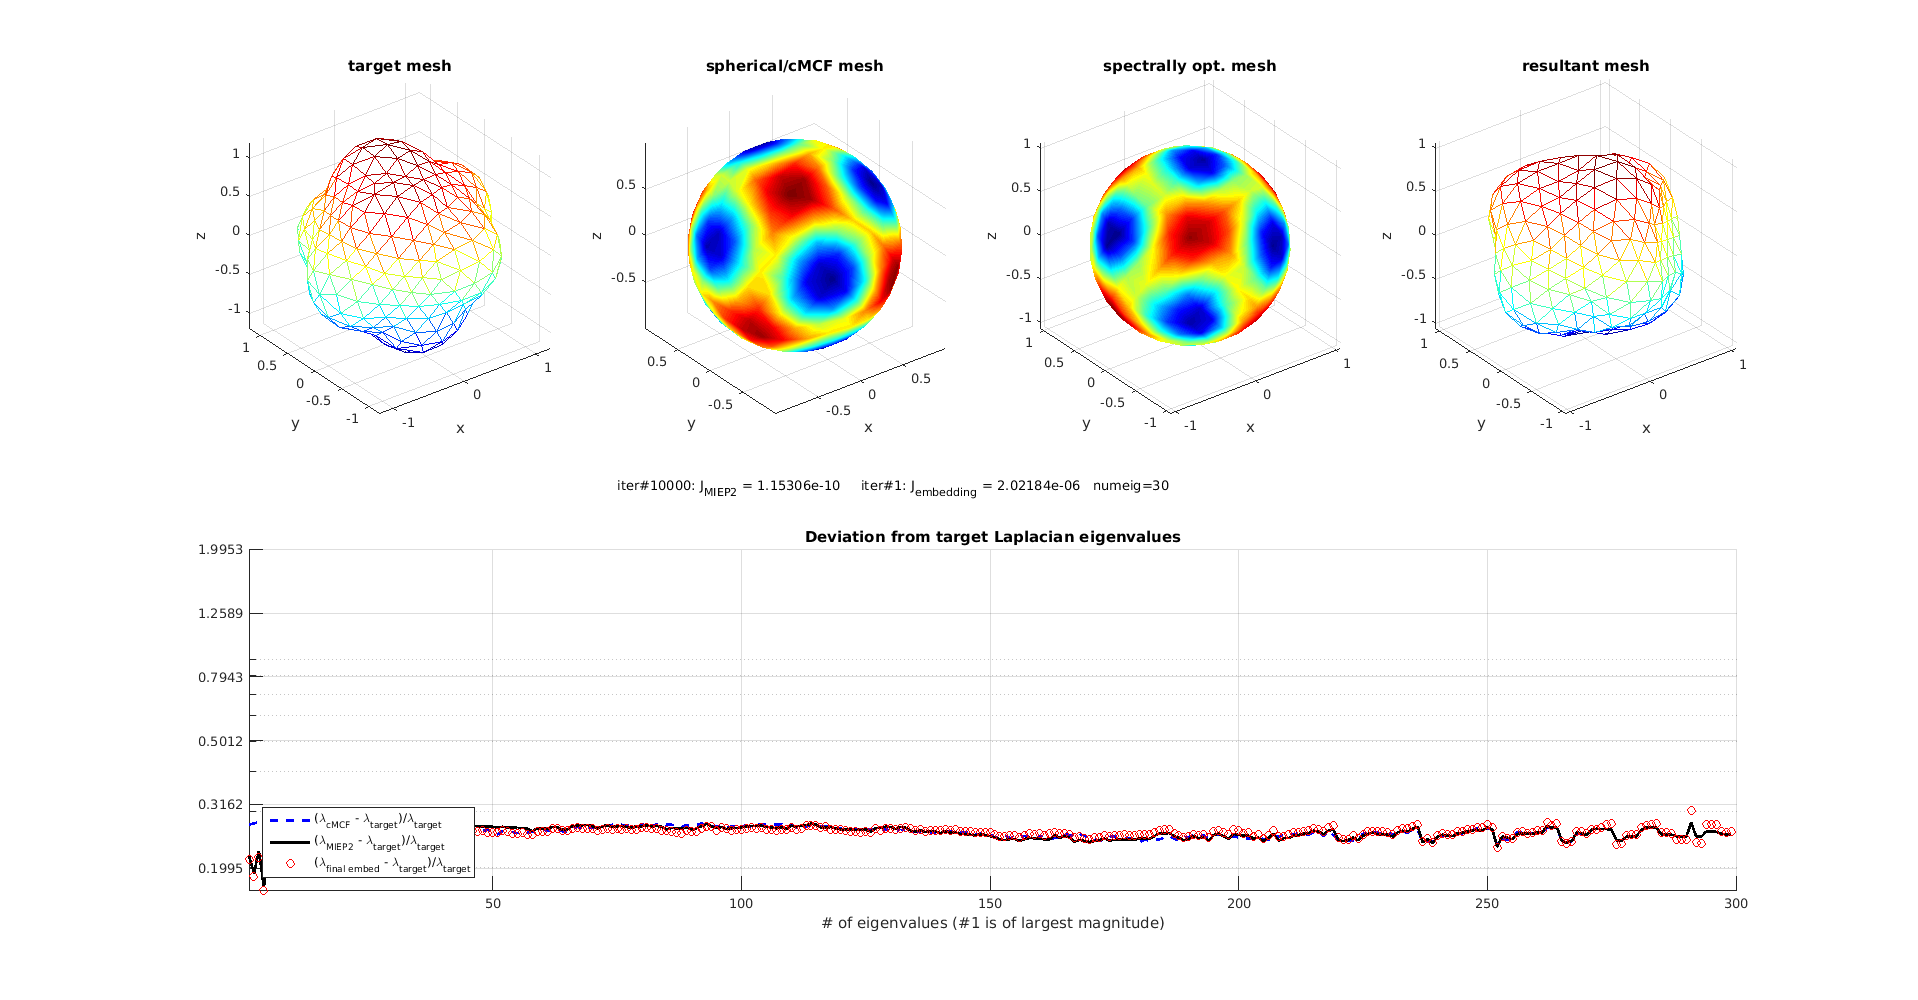 target mesh
spherical/cMCF mesh
spectrally opt. mesh
resultant mesh
1
0.5
0
-0.5
-1
z
1
0.5
0
-0.5
-1
y
-1
0
1
x
0.5
0
-0.5
z
0.5
0
-0.5
y
-0.5
0
0.5
x
1
0.5
0
-0.5
-1
z
1
0.5
0
-0.5
-1
y
-1
0
1
x
1
0.5
0
-0.5
-1
z
1
0.5
0
-0.5
-1
y
-1
0
1
x
iter#10000: J_MIEP2 = 1.15306e-10 iter#1: J_embedding = 2.02184e-06 numeig=30
Deviation from target Laplacian eigenvalues
1.9953
1.2589
0.7943
0.5012
0.3162
0.1995
(λ_cMCF - λ_target)/λ_target
(λ_MIEP2 - λ_target)/λ_target
(λ_final embed - λ_target)/λ_target
50 100 150 200 250 300
# of eigenvalues (#1 is of largest magnitude)